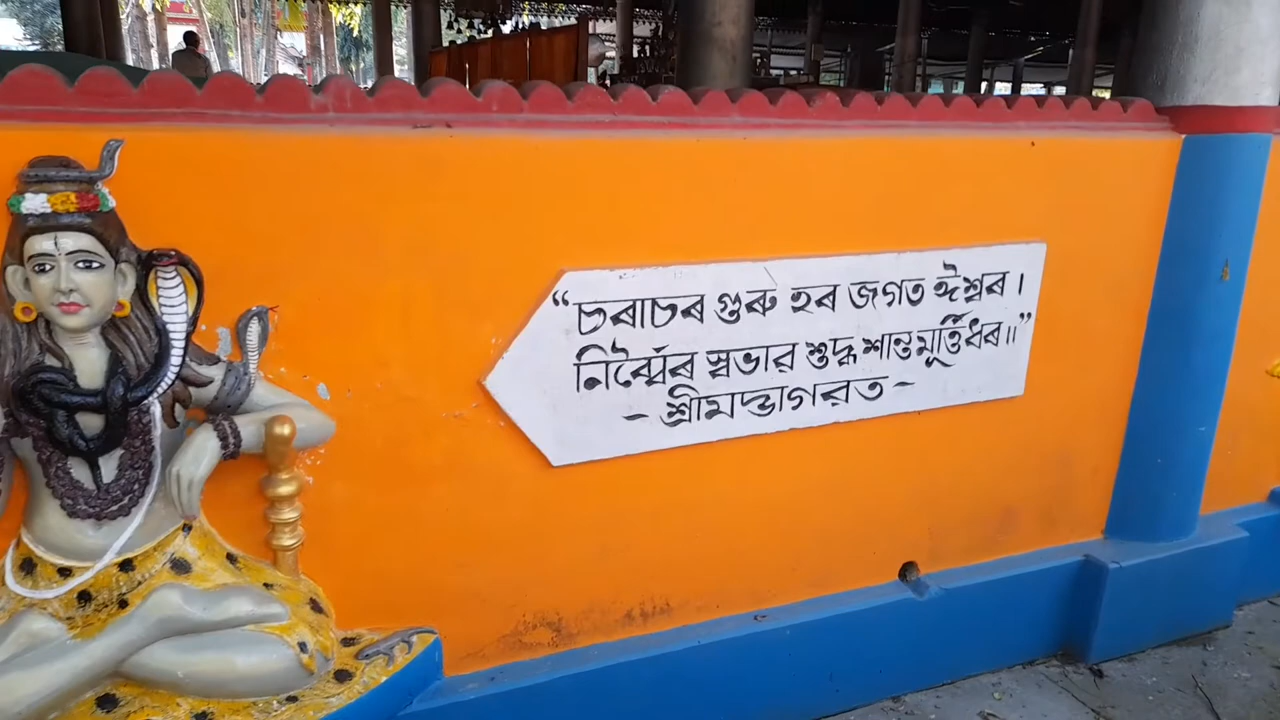 “চৰাচৰ গুৰু হৰ জগত ঈশ্বৰ ।
নিৰ্ব্বৈৰ স্বভাৱ শুদ্ধ শান্ত মূৰ্ত্তিধৰ।।”
- শ্ৰীমদ্ভাগৱত -